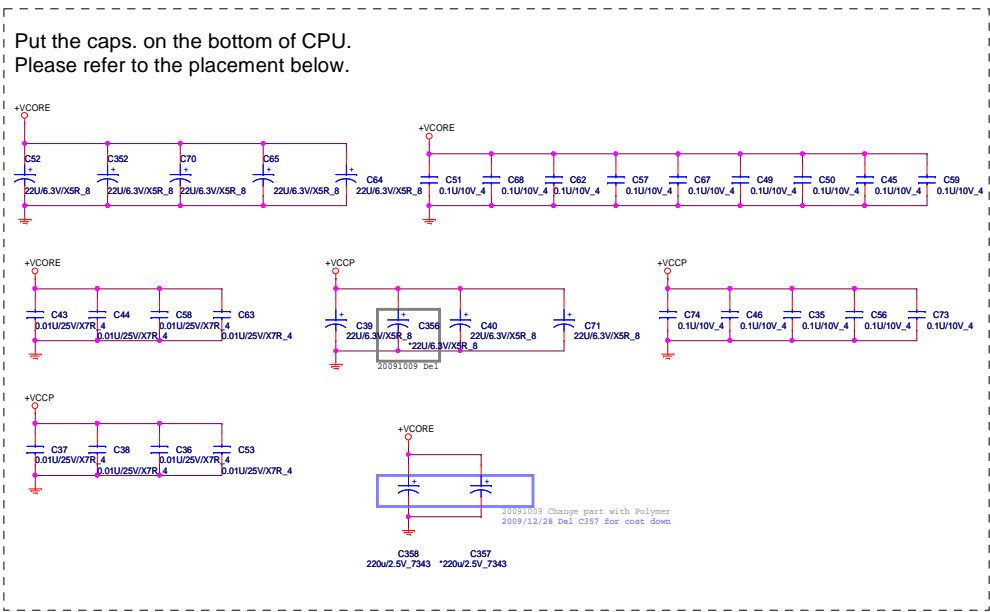 Put the caps. on the bottom of CPU.
Please refer to the placement below.
+VCORE
C52 C352 C70 C65 C64
22U/6.3V/X5R_8 22U/6.3V/X5R_8 22U/6.3V/X5R_8 22U/6.3V/X5R_8 22U/6.3V/X5R_8
+VCORE
C51 C68 C62 C57 C67 C49 C50 C45 C59
0.1U/10V_4 0.1U/10V_4 0.1U/10V_4 0.1U/10V_4 0.1U/10V_4 0.1U/10V_4 0.1U/10V_4 0.1U/10V_4 0.1U/10V_4
+VCORE
C43 C44 C58 C63
0.01U/25V/X7R_4 0.01U/25V/X7R_4 0.01U/25V/X7R_4 0.01U/25V/X7R_4
+VCCP
C39 C356 C40 C71
22U/6.3V/X5R_8 *22U/6.3V/X5R_8 22U/6.3V/X5R_8 22U/6.3V/X5R_8
20091009 Del
+VCCP
C74 C46 C35 C56 C73
0.1U/10V_4 0.1U/10V_4 0.1U/10V_4 0.1U/10V_4 0.1U/10V_4
+VCCP
C37 C38 C36 C53
0.01U/25V/X7R_4 0.01U/25V/X7R_4 0.01U/25V/X7R_4 0.01U/25V/X7R_4
+VCORE
20091009 Change part with Polymer
2009/12/28 Del C357 for cost down
C358 C357
220u/2.5V_7343 *220u/2.5V_7343